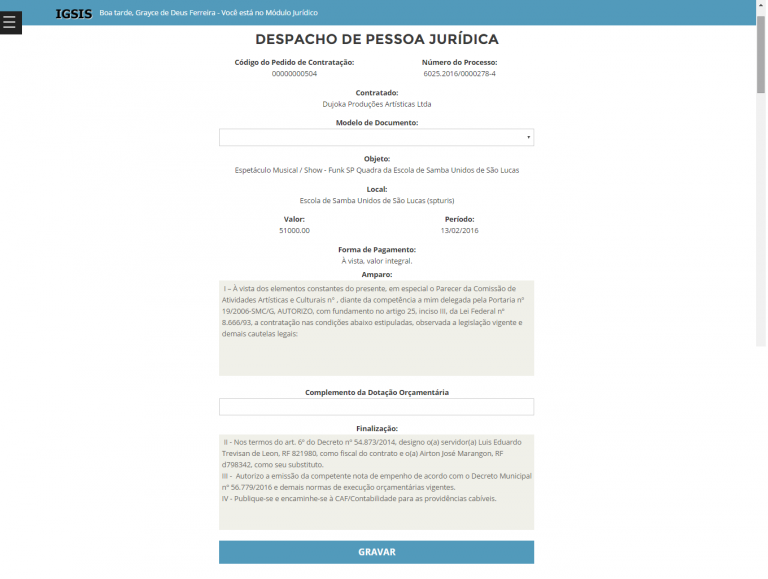 IGSIS Boa tarde, Grayce de Deus Ferreira - Você está no Módulo Jurídico
DESPACHO DE PESSOA JURÍDICA
Código do Pedido de Contratação: Número do Processo:
00000000504 6025.2016/0000278-4
Contratado:
Dujoka Produções Artísticas Ltda
Modelo de Documento:
Objeto:
Espetáculo Musical / Show - Funk SP Quadra da Escola de Samba Unidos de São Lucas
Local:
Escola de Samba Unidos de São Lucas (spturis)
Valor: Período:
51000.00 13/02/2016
Forma de Pagamento:
À vista, valor integral.
Amparo:
I – À vista dos elementos constantes do presente, em especial o Parecer da Comissão de
Atividades Artísticas e Culturais nº , diante da competência a mim delegada pela Portaria nº
19/2006-SMC/G, AUTORIZO, com fundamento no artigo 25, inciso III, da Lei Federal nº
8.666/93, a contratação nas condições abaixo estipuladas, observada a legislação vigente e
demais cautelas legais:
Complemento da Dotação Orçamentária
Finalização:
II - Nos termos do art. 6º do Decreto nº 54.873/2014, designo o(a) servidor(a) Luis Eduardo
Trevisan de Leon, RF 821980, como fiscal do contrato e o(a) Airton José Marangon, RF
d798342, como seu substituto.
III - Autorizo a emissão da competente nota de empenho de acordo com o Decreto Municipal
nº 56.779/2016 e demais normas de execução orçamentárias vigentes.
IV - Publique-se e encaminhe-se à CAF/Contabilidade para as providências cabíveis.
GRAVAR